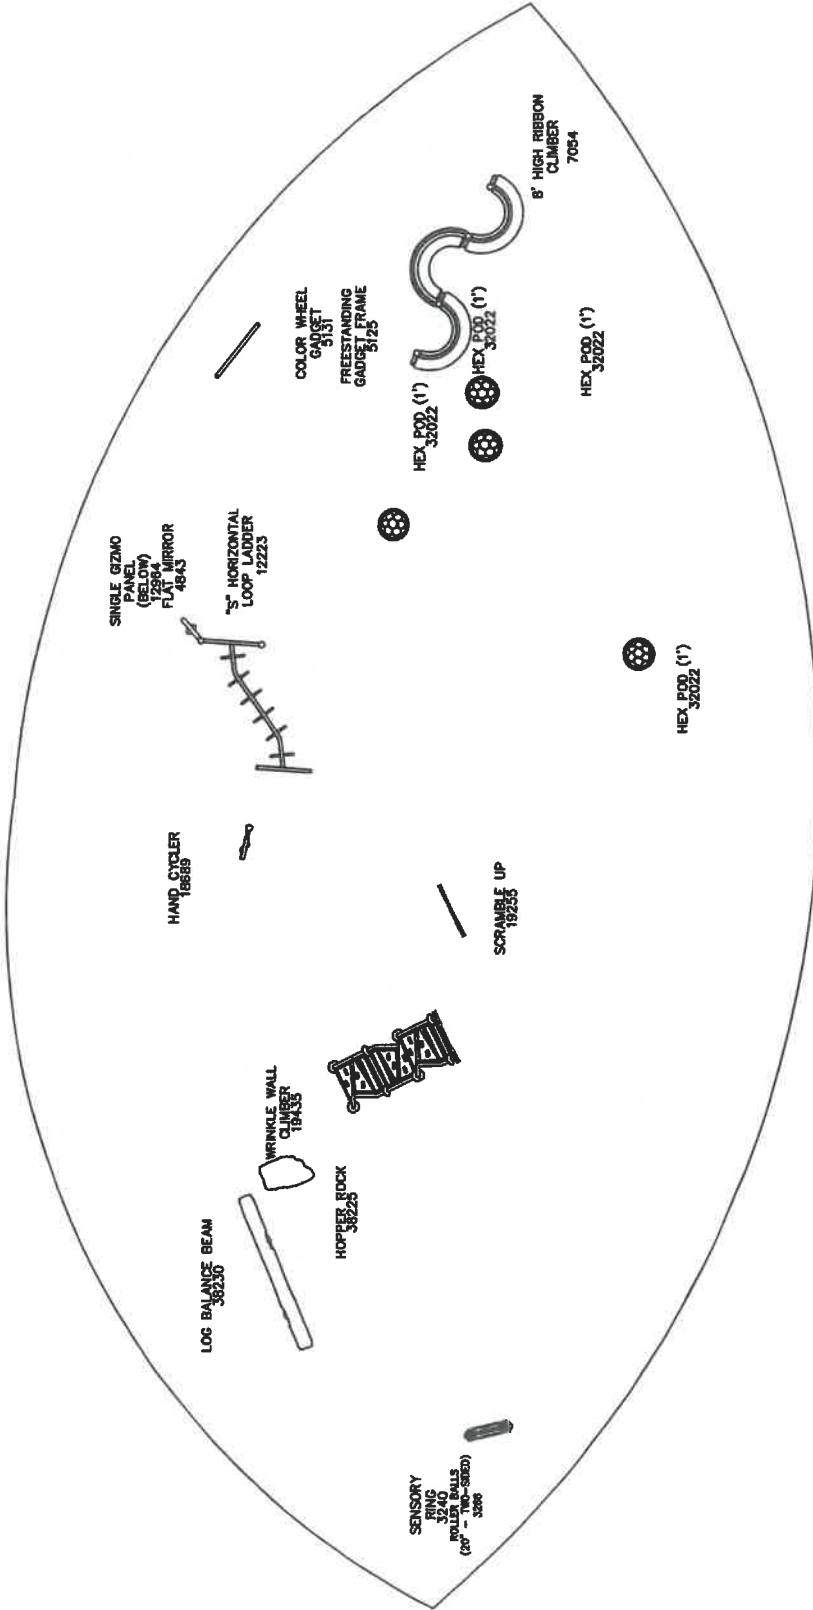 8' HIGH RIBBON
CLIMBER
7054
COLOR WHEEL
GADGET
5131
FREESTANDING
GADGET FRAME
5125
HEX POD (1')
32022
HEX POD (1')
32022
HEX POD (1')
32022
SINGLE GIZMO
PANEL
(BELOW)
12964
FLAT MIRROR
4843
"S" HORIZONTAL
LOOP LADDER
12223
HEX POD (1')
32022
HAND CYCLER
18689
SCRAMBLE UP
19255
WRINKLE WALL
CLIMBER
19435
HOPPER ROCK
38225
LOG BALANCE BEAM
38230
SENSORY
RING
3240
ROLLER BALLS
(20" - TWO-SIDED)
3266